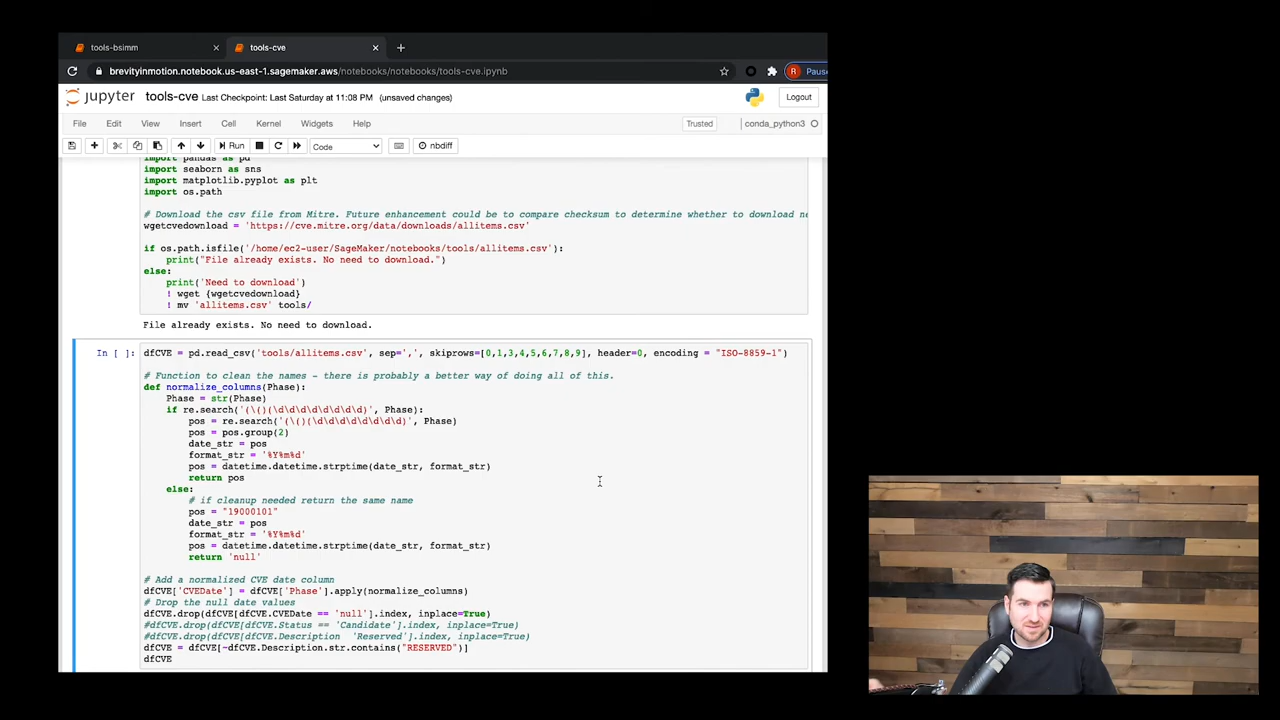 tools-bsimm
tools-cve
brevityinmotion.notebook.us-east-1.sagemaker.aws/notebooks/notebooks/tools-cve.ipynb
R Pause
jupyter tools-cve Last Checkpoint: Last Saturday at 11:08 PM (unsaved changes)
Logout
File Edit View Insert Cell Kernel Widgets Help
Trusted
conda_python3
Run
Code
nbdiff
import pandas as pd
import seaborn as sns
import matplotlib.pyplot as plt
import os.path
# Download the csv file from Mitre. Future enhancement could be to compare checksum to determine whether to download ne
wgetcvedownload = 'https://cve.mitre.org/data/downloads/allitems.csv'
if os.path.isfile('/home/ec2-user/SageMaker/notebooks/tools/allitems.csv'):
print("File already exists. No need to download.")
else:
print('Need to download')
! wget {wgetcvedownload}
! mv 'allitems.csv' tools/
File already exists. No need to download.
In [ ]:
dfCVE = pd.read_csv('tools/allitems.csv', sep=',', skiprows=[0,1,3,4,5,6,7,8,9], header=0, encoding = "ISO-8859-1")
# Function to clean the names - there is probably a better way of doing all of this.
def normalize_columns(Phase):
Phase = str(Phase)
if re.search('(\()(\d\d\d\d\d\d\d\d)', Phase):
pos = re.search('(\()(\d\d\d\d\d\d\d\d)', Phase)
pos = pos.group(2)
date_str = pos
format_str = '%Y%m%d'
pos = datetime.datetime.strptime(date_str, format_str)
return pos
else:
# if cleanup needed return the same name
pos = "19000101"
date_str = pos
format_str = '%Y%m%d'
pos = datetime.datetime.strptime(date_str, format_str)
return 'null'
# Add a normalized CVE date column
dfCVE['CVEDate'] = dfCVE['Phase'].apply(normalize_columns)
# Drop the null date values
dfCVE.drop(dfCVE[dfCVE.CVEDate == 'null'].index, inplace=True)
#dfCVE.drop(dfCVE[dfCVE.Status == 'Candidate'].index, inplace=True)
#dfCVE.drop(dfCVE[dfCVE.Description 'Reserved'].index, inplace=True)
dfCVE = dfCVE[~dfCVE.Description.str.contains("RESERVED")]
dfCVE